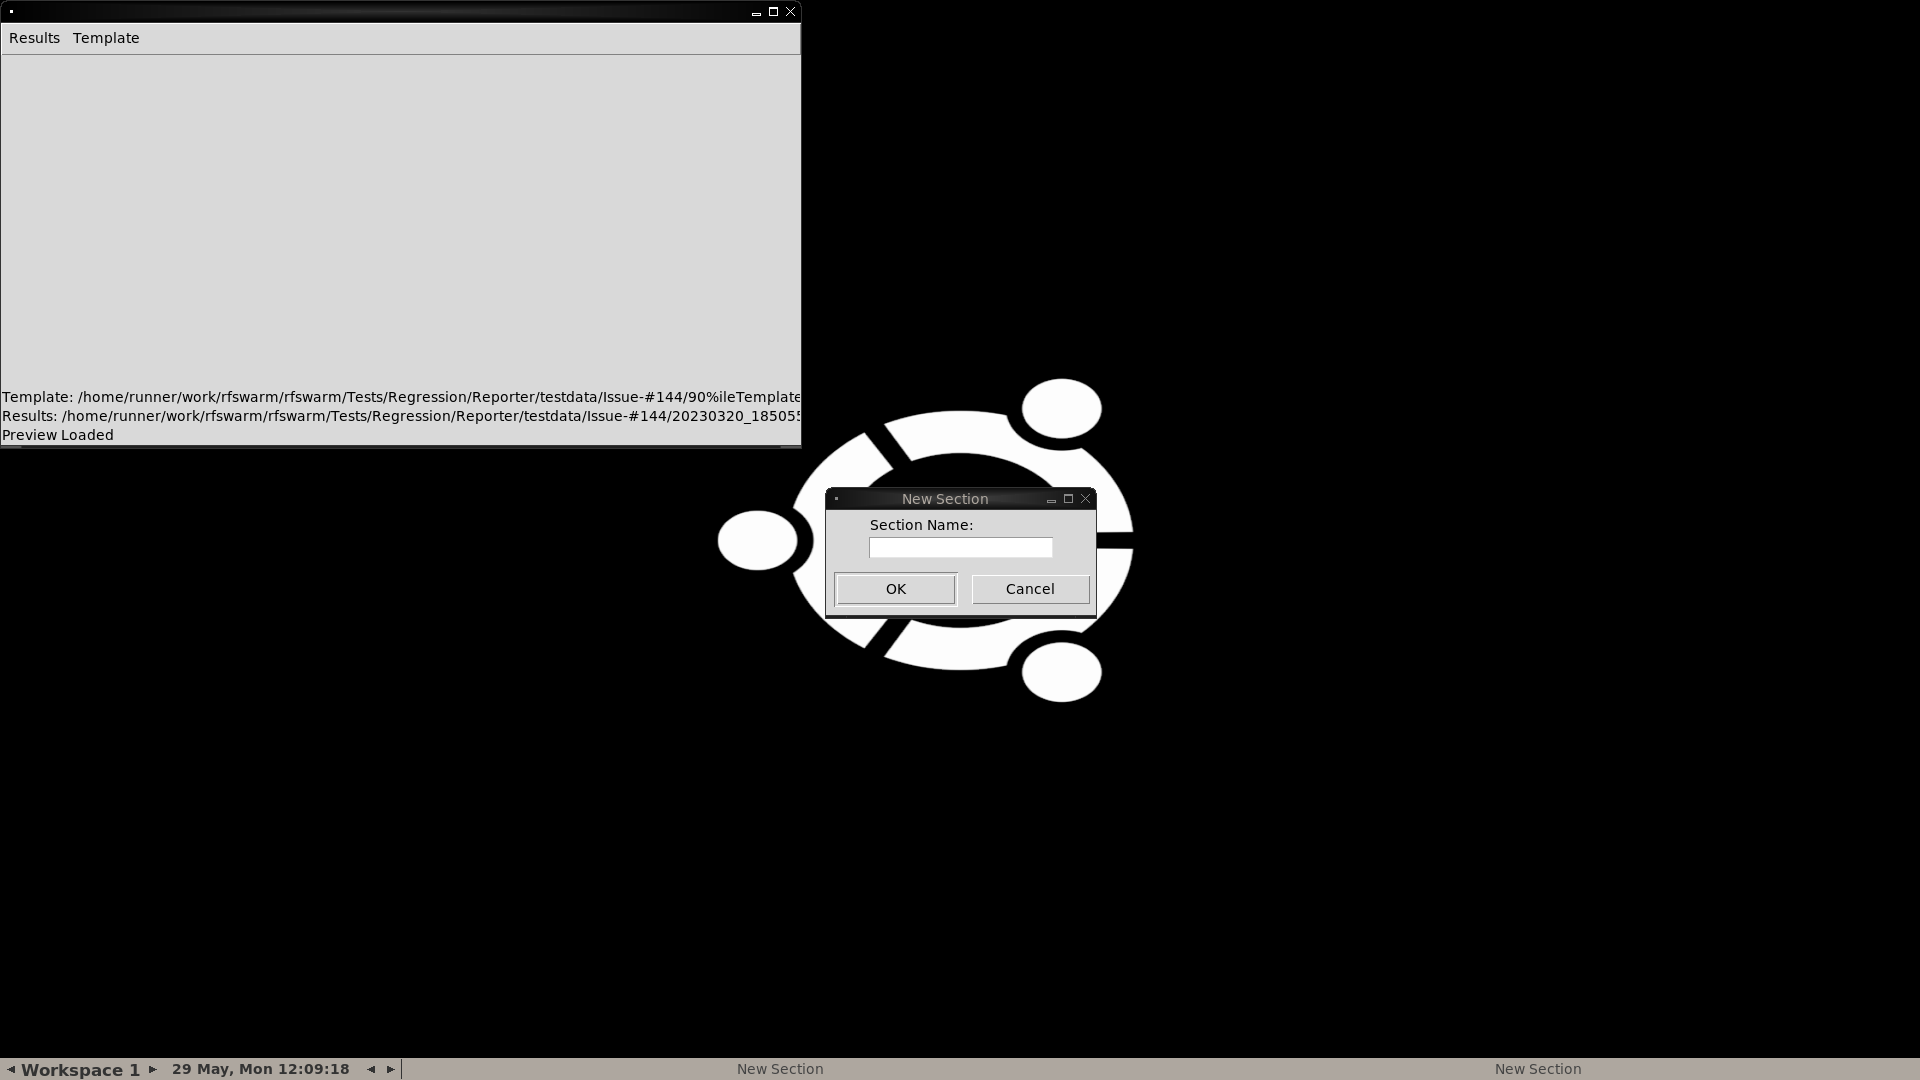 Results Template
Template: /home/runner/work/rfswarm/rfswarm/Tests/Regression/Reporter/testdata/Issue-#144/90%ileTemplate
Results: /home/runner/work/rfswarm/rfswarm/Tests/Regression/Reporter/testdata/Issue-#144/20230320_185055
Preview Loaded
New Section
Section Name:
OK Cancel
Workspace 1 29 May, Mon 12:09:18 New Section New Section